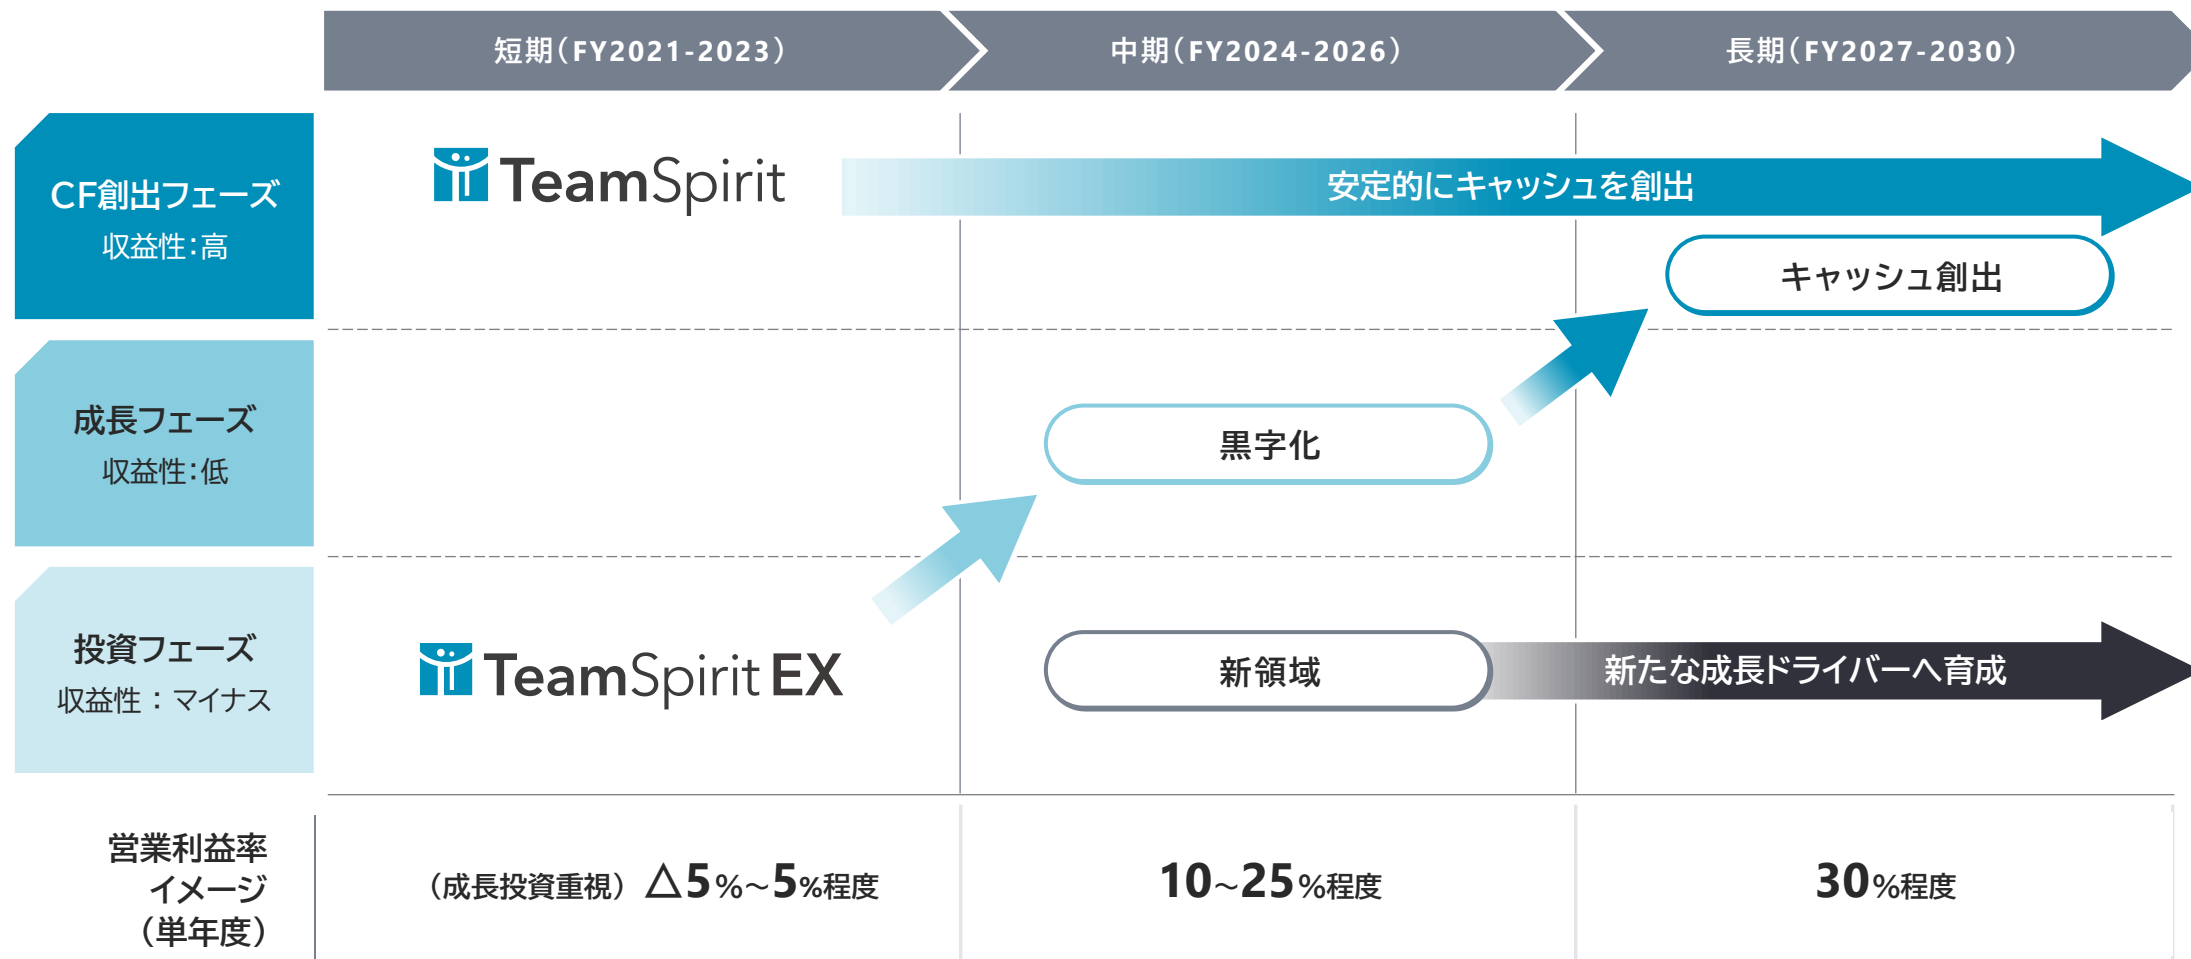 短期（FY2021-2023）
中期（FY2024-2026）
長期（FY2027-2030）
CF創出フェーズ
収益性：高
TeamSpirit
安定的にキャッシュを創出
キャッシュ創出
成長フェーズ
収益性：低
黒字化
投資フェーズ
収益性 ： マイナス
TeamSpirit EX
新領域
新たな成長ドライバーへ育成
営業利益率
イメージ
（単年度）
（成長投資重視）△5%~5%程度
10~25%程度
30%程度